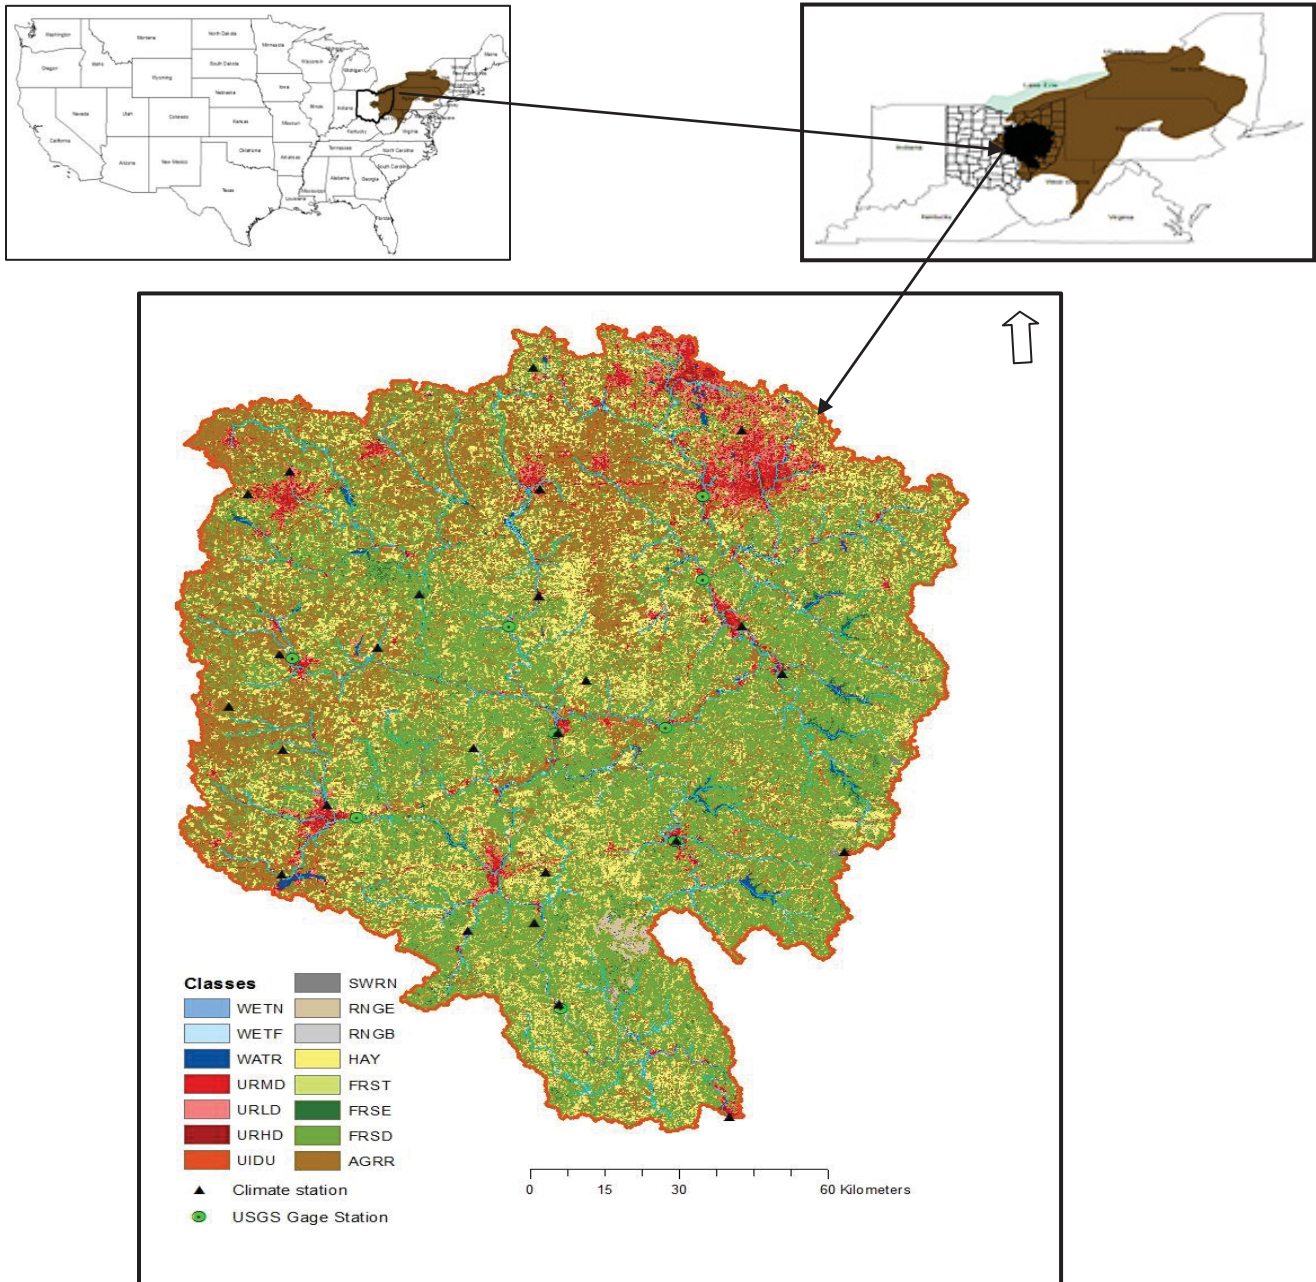 Washington
Montana
North Dakota
Minnesota
Maine
Oregon
Idaho
South Dakota
Wisconsin
Michigan
Wyoming
Nebraska
Iowa
Nevada
Utah
Colorado
Kansas
Illinois
Indiana
Missouri
Kentucky
Virginia
California
Arizona
New Mexico
Oklahoma
Arkansas
Tennessee
North Carolina
South Carolina
Texas
Louisiana
Mississippi
Alabama
Georgia
Florida
Lake Erie
New York
Pennsylvania
Indiana
West Virginia
Kentucky
Virginia
Classes
WETN
WETF
WATR
URMD
URLD
URHD
UIDU
SWRN
RNGE
RNGB
HAY
FRST
FRSE
FRSD
AGRR
Climate station
USGS Gage Station
0 15 30 60 Kilometers